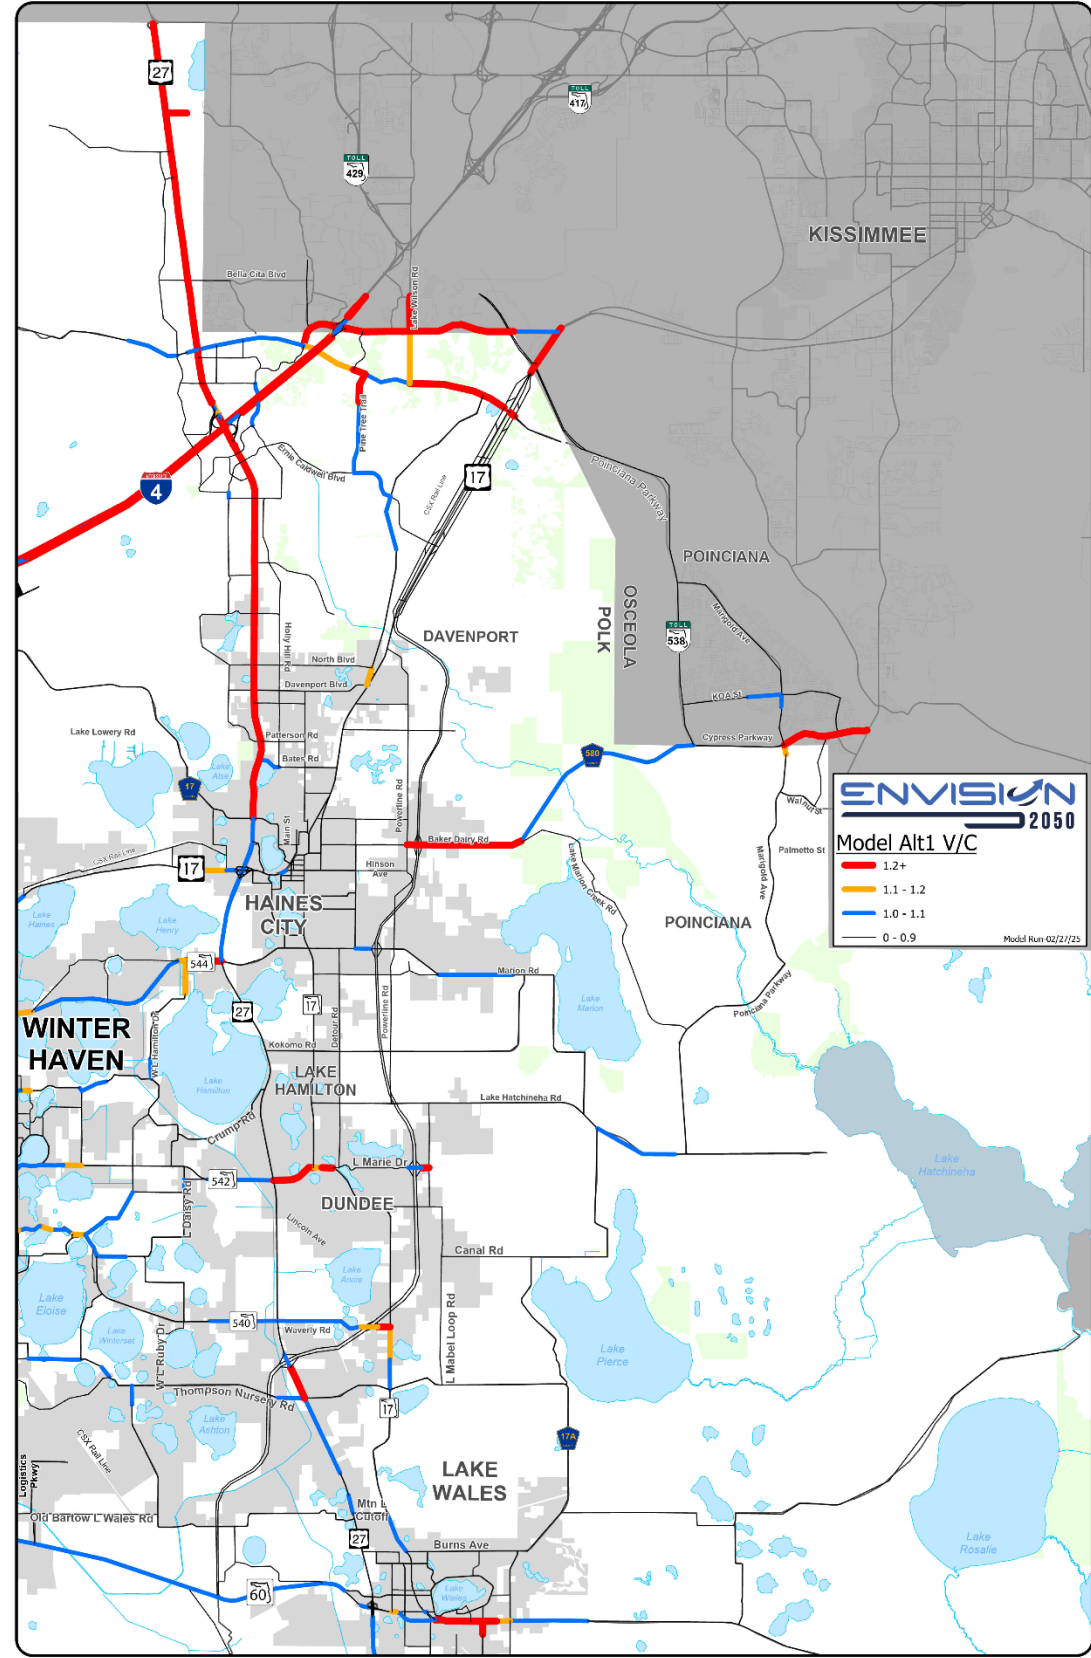 27
TOLL
417
TOLL
429
KISSIMMEE
Bella Cita Blvd
Lake Wilson Rd
Pine Tree Trail
Ernie Caldwell Blvd
4
17
CSX Rail Line
Poinciana Parkway
POINCIANA
OSCEOLA
POLK
TOLL
538
Marigold Ave
DAVENPORT
Holly Hill Rd
North Blvd
Davenport Blvd
KOA St
Cypress Parkway
Lake Lowery Rd
Patterson Rd
Bates Rd
580
Lake
Alse
17
Powerline Rd
Main St
Walnut S
ENVISION
2050
Model Alt1 V/C
1.2+
1.1 - 1.2
1.0 - 1.1
0 - 0.9
Model Run-02/27/25
Baker Dairy Rd
Palmetto St
Marigold Ave
CSX Rail Line
17
Hinson
Ave
Lake Marion Creek Rd
HAINES
CITY
Lake
Haines
Lake
Henry
POINCIANA
544
Marion Rd
27
17
Detour Rd
Powerline Rd
Lake
Marion
Poinciana Parkway
WINTER
HAVEN
W L Hamilton Dr
Kokomo Rd
LAKE
HAMILTON
Lake
Hamilton
Lake Hatchineha Rd
Crump Rd
Lake
Hatchineha
L Marie Dr
542
L Daisy Rd
DUNDEE
Lincoln Ave
Canal Rd
Lake
Annie
Lake
Eloise
540
Waverly Rd
Lake
Winterset
W L Ruby Dr
L Mabel Loop Rd
Lake
Pierce
Thompson Nursery Rd
17
Lake
Ashton
17A
CSX Rail Line
Logistics
Pkwy
LAKE
WALES
Mtn L
Cutoff
Old Bartow L Wales Rd
27
Burns Ave
Lake
Rosalie
60
Lake
Wales